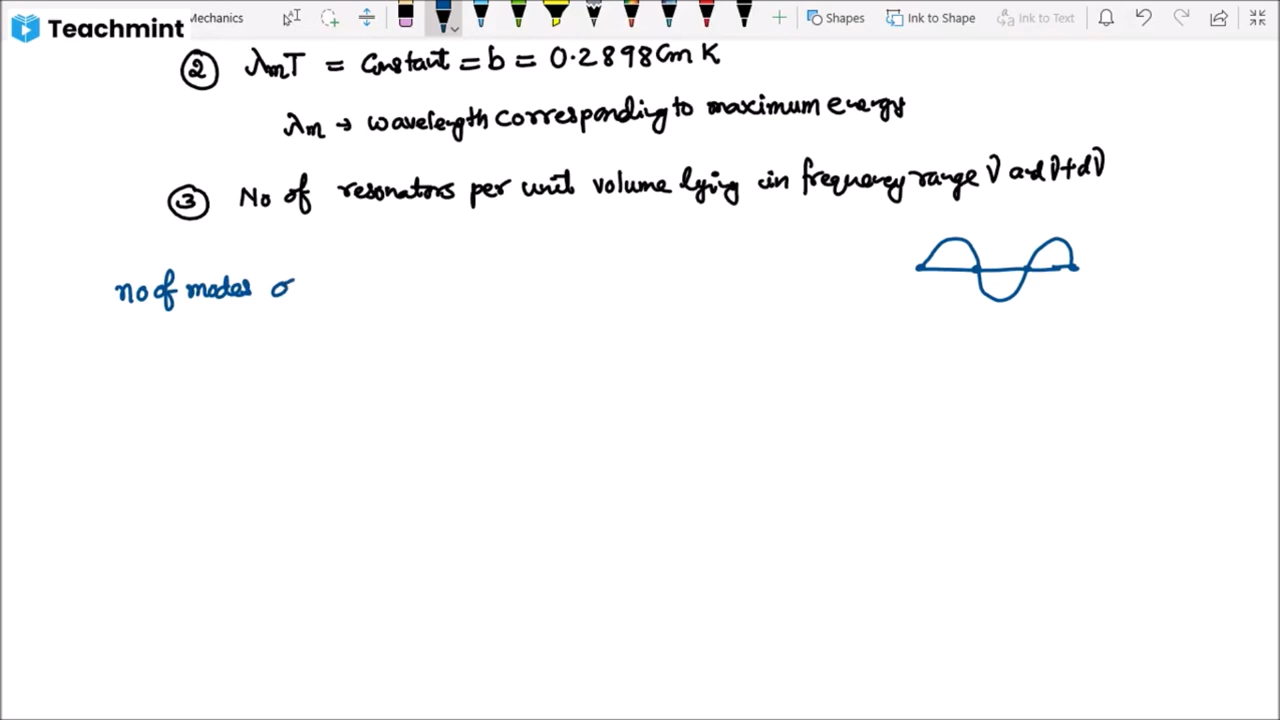 Teachmint
Mechanics
Shapes
Ink to Shape
Ink to Text
② λmT = Constant = b = 0.2898 Cm K
λm → wavelength corresponding to maximum energy
③ No of resonators per unit volume lying in frequency range ν and ν+dν
no of modes o